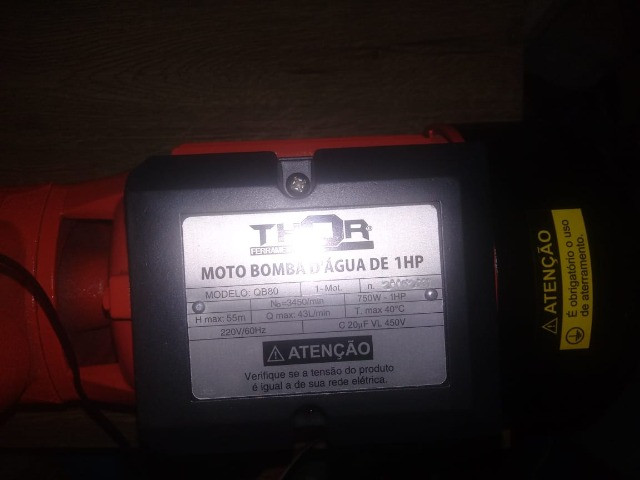 THOR
MOTO BOMBA D'ÁGUA DE 1HP
MODELO: QB80 1~Mot. n.
N₀=3450/min 750W - 1HP
H max: 55m Q max: 43L/min T. max 40°C
220V/60Hz C 20µF VL 450V
ATENÇÃO
Verifique se a tensão do produto
é igual a de sua rede elétrica.
ATENÇÃO
É obrigatório o uso
de aterramento.